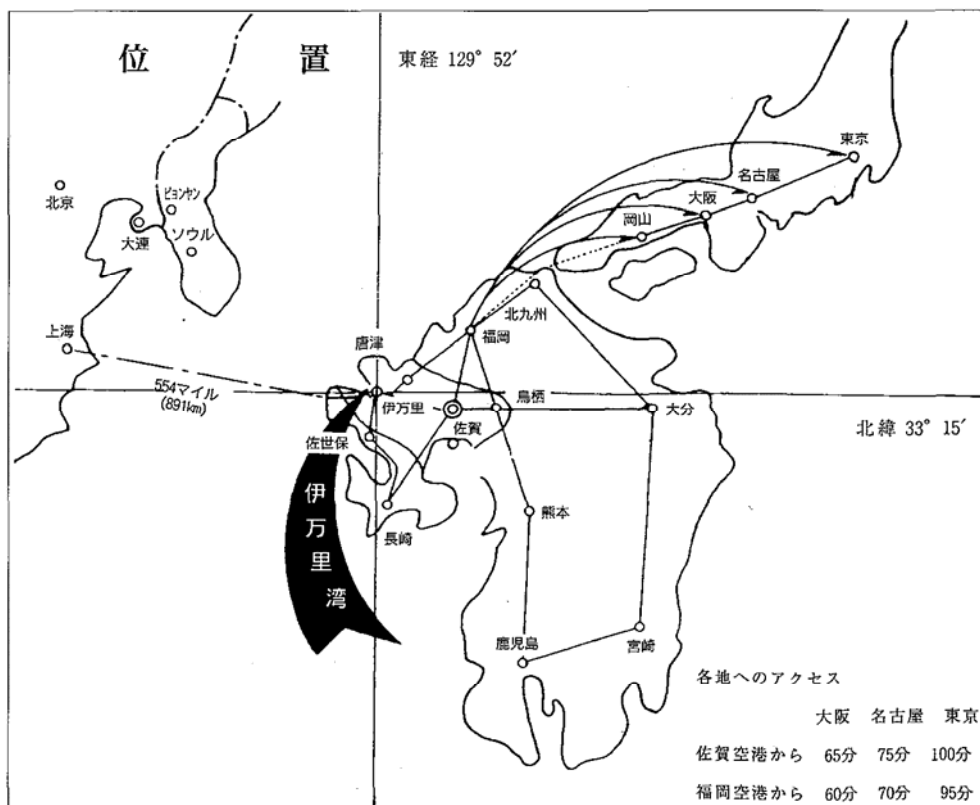 位置
東経 129° 52′
東京
名古屋
大阪
岡山
北京
ピョンヤン
大連
ソウル
北九州
上海
福岡
唐津
554マイル
(891km)
伊万里
鳥栖
佐賀
大分
北緯 33° 15′
佐世保
伊万里湾
長崎
熊本
鹿児島
宮崎
各地へのアクセス
大阪 名古屋 東京
佐賀空港から 65分 75分 100分
福岡空港から 60分 70分 95分